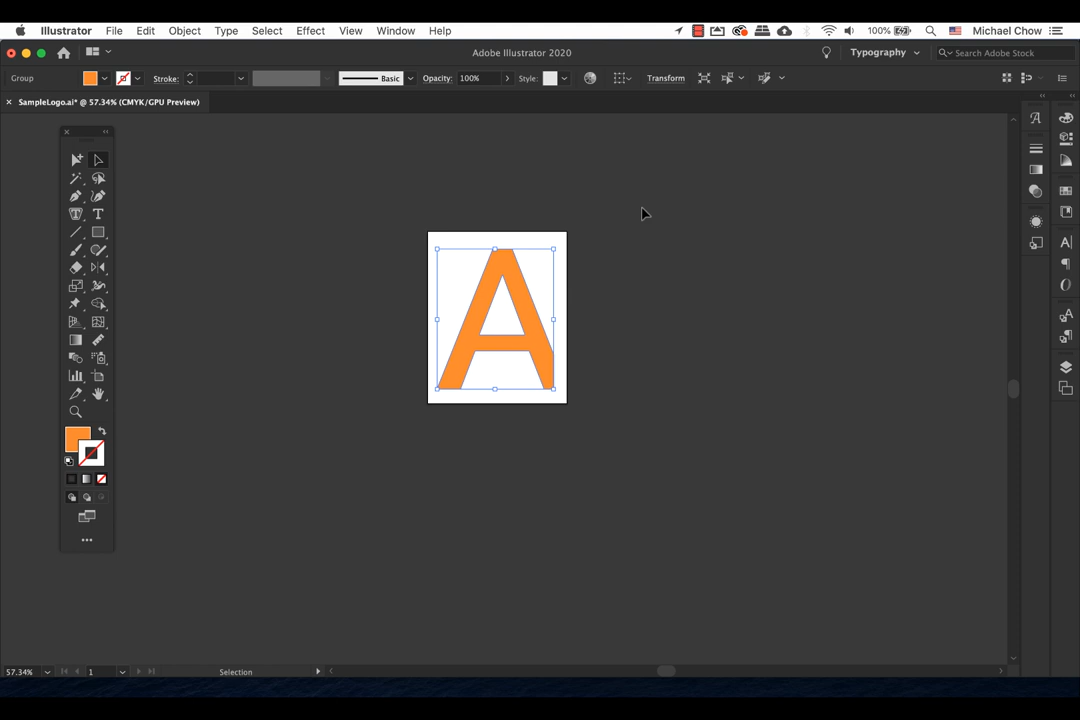 Illustrator File Edit Object Type Select Effect View Window Help 100% Michael Chow
Adobe Illustrator 2020 Typography Search Adobe Stock
Group Stroke: Basic Opacity: 100% Style: Transform
SampleLogo.ai* @ 57.34% (CMYK/GPU Preview)
A
57.34% 1 Selection